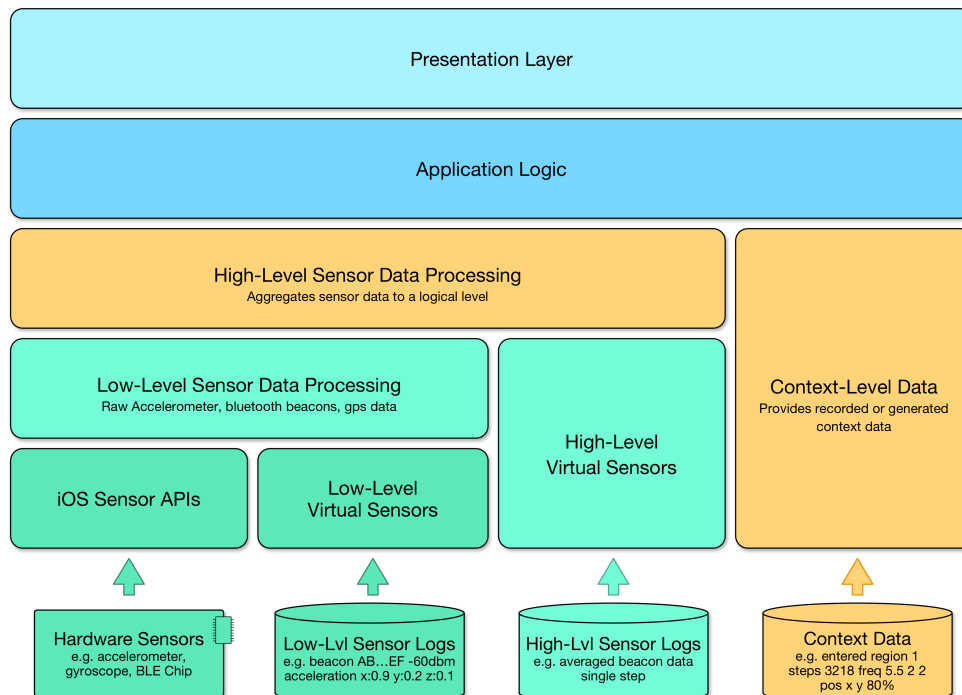 Presentation Layer
Application Logic
High-Level Sensor Data Processing
Aggregates sensor data to a logical level
Low-Level Sensor Data Processing
Raw Accelerometer, bluetooth beacons, gps data
High-Level
Virtual Sensors
Context-Level Data
Provides recorded or generated
context data
iOS Sensor APIs
Low-Level
Virtual Sensors
Hardware Sensors
e.g. accelerometer,
gyroscope, BLE Chip
Low-Lvl Sensor Logs
e.g. beacon AB...EF -60dbm
acceleration x:0.9 y:0.2 z:0.1
High-Lvl Sensor Logs
e.g. averaged beacon data
single step
Context Data
e.g. entered region 1
steps 3218 freq 5.5 2 2
pos x y 80%